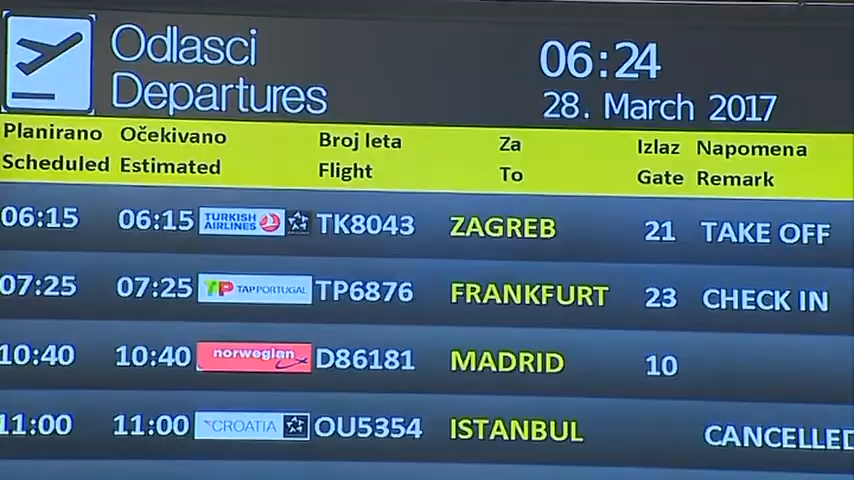 Odlasci
Departures
06:24
28. March 2017
Planirano Očekivano Broj leta Za Izlaz Napomena
Scheduled Estimated Flight To Gate Remark
06:15 06:15 TURKISH AIRLINES TK8043 ZAGREB 21 TAKE OFF
07:25 07:25 TP TAP PORTUGAL TP6876 FRANKFURT 23 CHECK IN
10:40 10:40 norwegian D86181 MADRID 10
11:00 11:00 CROATIA OU5354 ISTANBUL CANCELLED